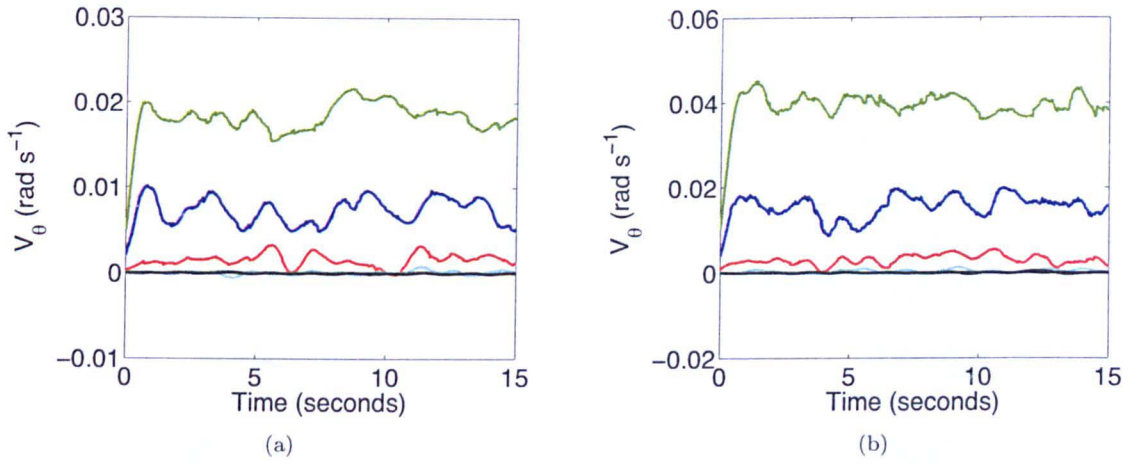 0.03
0.02
0.01
0
−0.01
V_θ (rad s⁻¹)
0 5 10 15
Time (seconds)
(a)
0.06
0.04
0.02
0
−0.02
V_θ (rad s⁻¹)
0 5 10 15
Time (seconds)
(b)